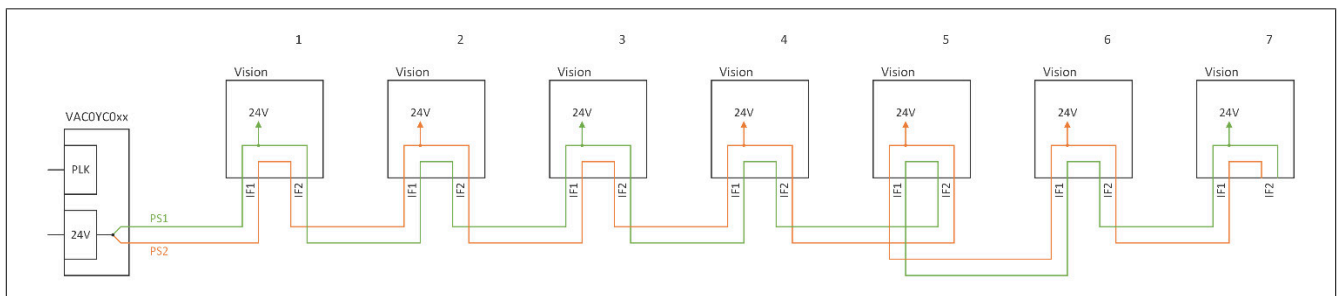 1 2 3 4 5 6 7
Vision Vision Vision Vision Vision Vision Vision
24V 24V 24V 24V 24V 24V 24V
VAC0YC0xx
PLK
IF1 IF2 IF1 IF2 IF1 IF2 IF1 IF2 IF1 IF2 IF1 IF2 IF1 IF2
PS1
24V
PS2